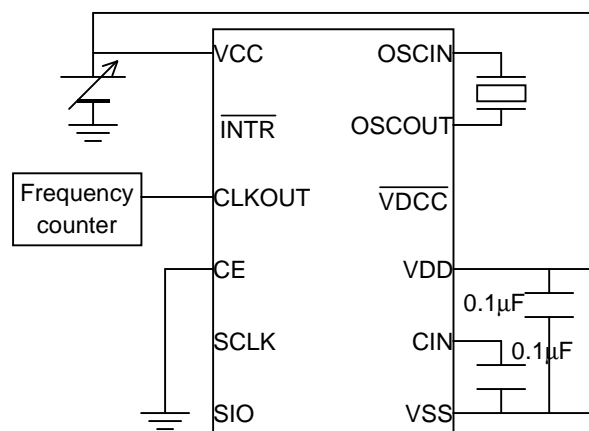 VCC
OSCIN
INTR
OSCOUT
Frequency
counter
CLKOUT
VDCC
CE
VDD
0.1μF
SCLK
CIN
0.1μF
SIO
VSS